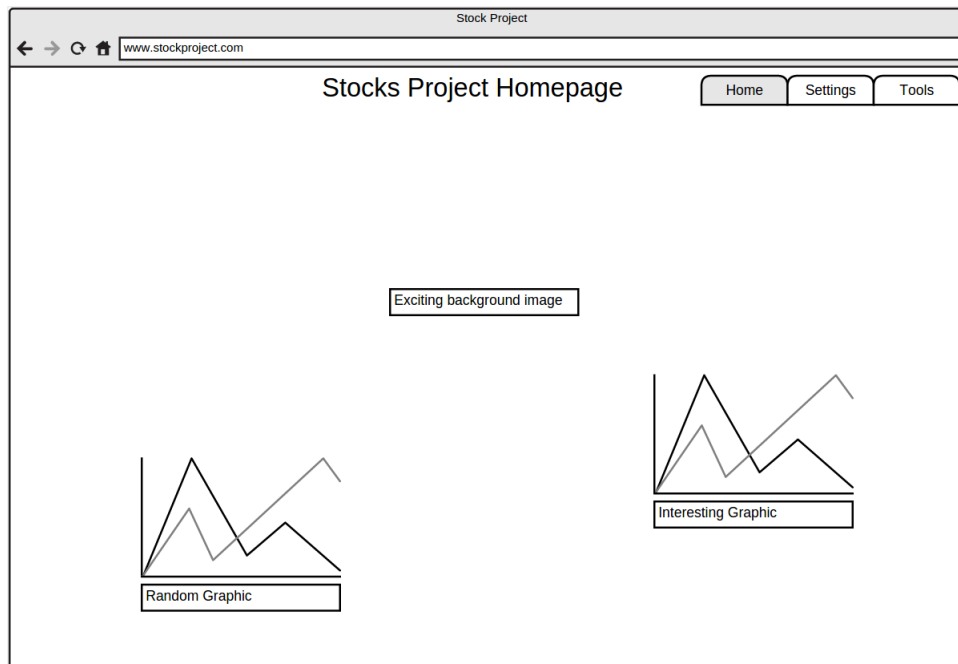 Stock Project
www.stockproject.com
Stocks Project Homepage
Home
Settings
Tools
Exciting background image
Interesting Graphic
Random Graphic